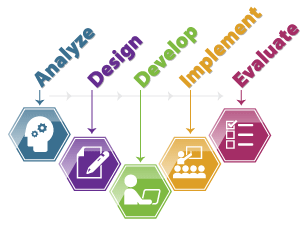 Analyze
Design
Develop
Implement
Evaluate